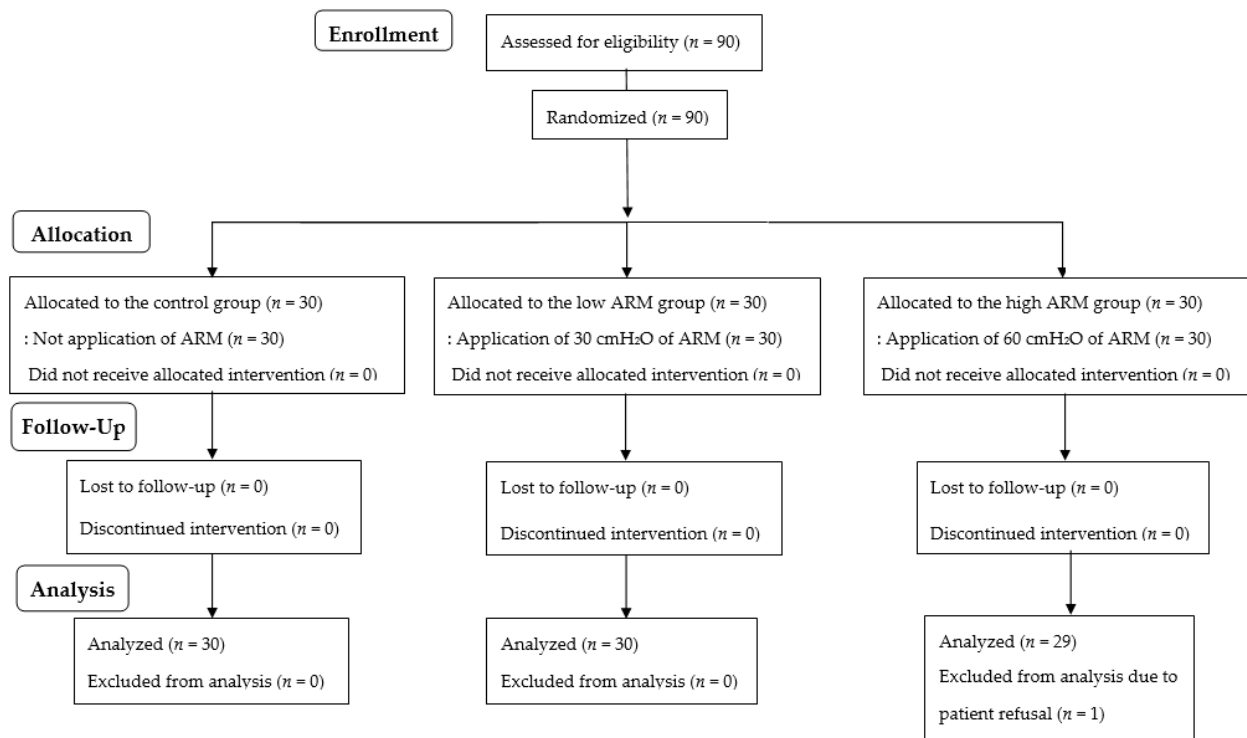 Enrollment
Assessed for eligibility (n = 90)
Randomized (n = 90)
Allocation
Allocated to the control group (n = 30)
: Not application of ARM (n = 30)
Did not receive allocated intervention (n = 0)
Allocated to the low ARM group (n = 30)
: Application of 30 cmH₂O of ARM (n = 30)
Did not receive allocated intervention (n = 0)
Allocated to the high ARM group (n = 30)
: Application of 60 cmH₂O of ARM (n = 30)
Did not receive allocated intervention (n = 0)
Follow-Up
Lost to follow-up (n = 0)
Discontinued intervention (n = 0)
Lost to follow-up (n = 0)
Discontinued intervention (n = 0)
Lost to follow-up (n = 0)
Discontinued intervention (n = 0)
Analysis
Analyzed (n = 30)
Excluded from analysis (n = 0)
Analyzed (n = 30)
Excluded from analysis (n = 0)
Analyzed (n = 29)
Excluded from analysis due to
patient refusal (n = 1)